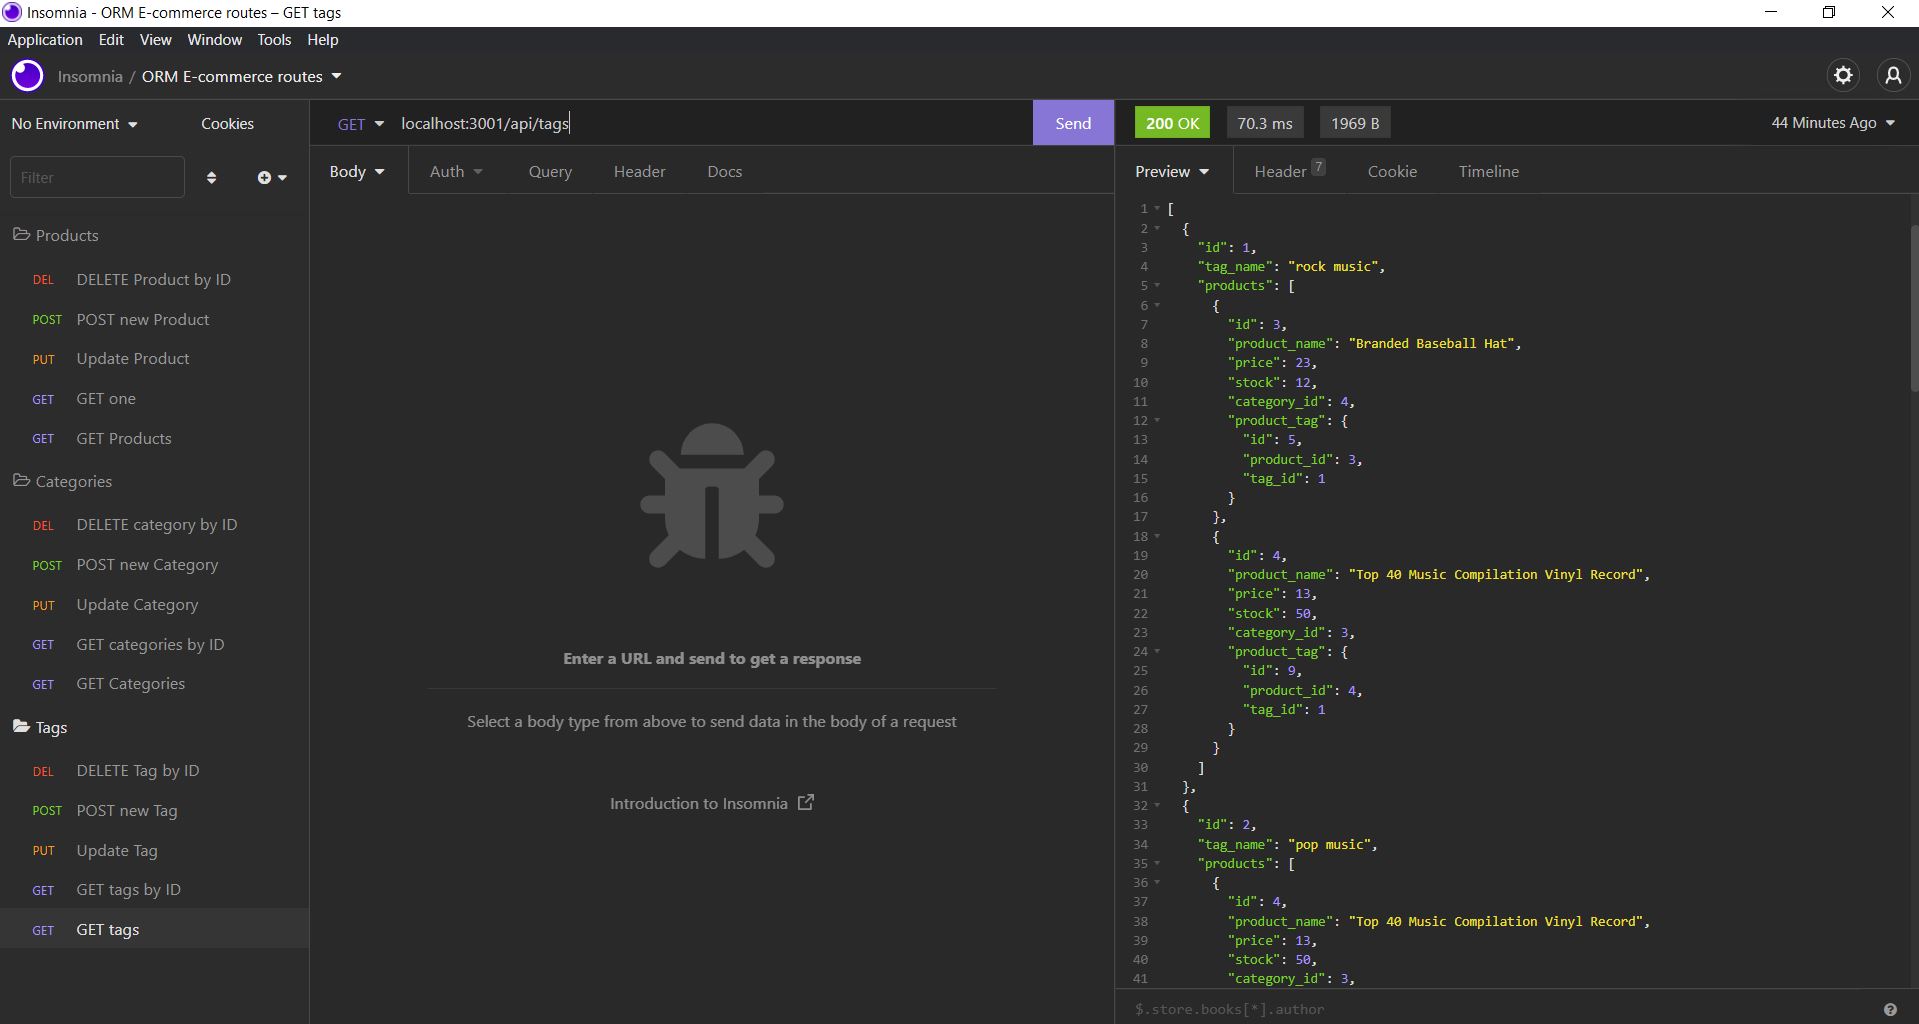 Insomnia - ORM E-commerce routes – GET tags
Application Edit View Window Tools Help
Insomnia / ORM E-commerce routes
No Environment Cookies
Filter
Products
DEL DELETE Product by ID
POST POST new Product
PUT Update Product
GET GET one
GET GET Products
Categories
DEL DELETE category by ID
POST POST new Category
PUT Update Category
GET GET categories by ID
GET GET Categories
Tags
DEL DELETE Tag by ID
POST POST new Tag
PUT Update Tag
GET GET tags by ID
GET GET tags
GET localhost:3001/api/tags Send
Body Auth Query Header Docs
Enter a URL and send to get a response
Select a body type from above to send data in the body of a request
Introduction to Insomnia
200 OK 70.3 ms 1969 B 44 Minutes Ago
Preview Header 7 Cookie Timeline
1 [
2 {
3 "id": 1,
4 "tag_name": "rock music",
5 "products": [
6 {
7 "id": 3,
8 "product_name": "Branded Baseball Hat",
9 "price": 23,
10 "stock": 12,
11 "category_id": 4,
12 "product_tag": {
13 "id": 5,
14 "product_id": 3,
15 "tag_id": 1
16 }
17 },
18 {
19 "id": 4,
20 "product_name": "Top 40 Music Compilation Vinyl Record",
21 "price": 13,
22 "stock": 50,
23 "category_id": 3,
24 "product_tag": {
25 "id": 9,
26 "product_id": 4,
27 "tag_id": 1
28 }
29 }
30 ]
31 },
32 {
33 "id": 2,
34 "tag_name": "pop music",
35 "products": [
36 {
37 "id": 4,
38 "product_name": "Top 40 Music Compilation Vinyl Record",
39 "price": 13,
40 "stock": 50,
41 "category_id": 3,
$.store.books[*].author